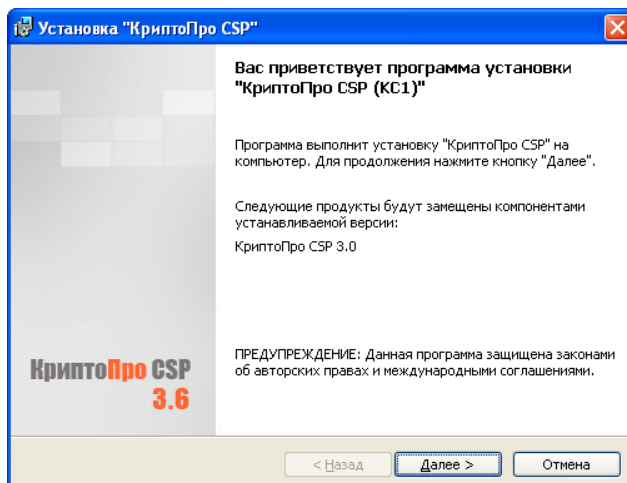 Установка "КриптоПро CSP"
Вас приветствует программа установки
"КриптоПро CSP (KC1)"
Программа выполнит установку "КриптоПро CSP" на
компьютер. Для продолжения нажмите кнопку "Далее".
Следующие продукты будут замещены компонентами
устанавливаемой версии:
КриптоПро CSP 3.0
ПРЕДУПРЕЖДЕНИЕ: Данная программа защищена законами
об авторских правах и международными соглашениями.
КриптоПро CSP
3.6
< Назад
Далее >
Отмена